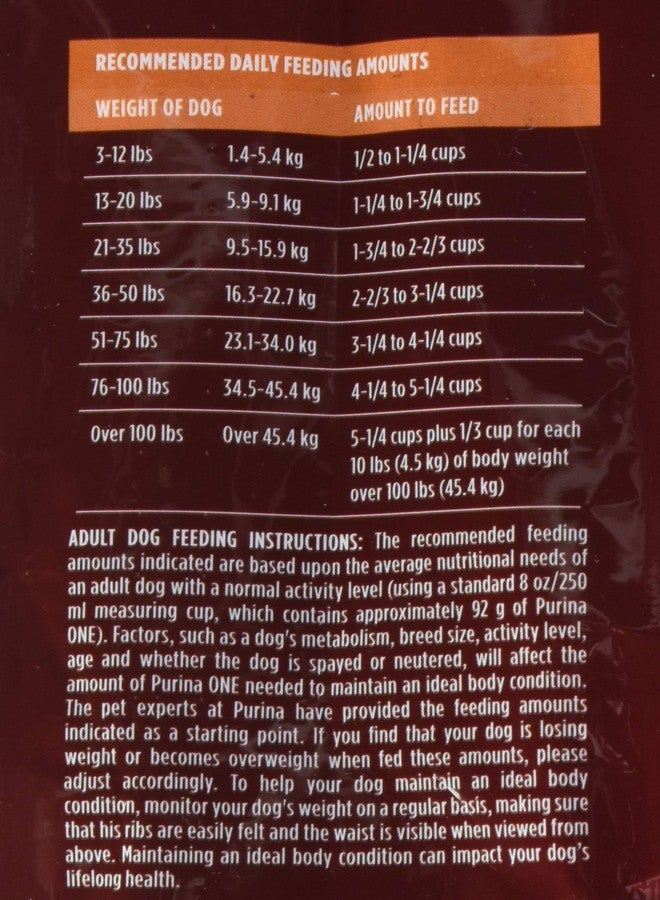 RECOMMENDED DAILY FEEDING AMOUNTS
WEIGHT OF DOG AMOUNT TO FEED
3-12 lbs 1.4-5.4 kg 1/2 to 1-1/4 cups
13-20 lbs 5.9-9.1 kg 1-1/4 to 1-3/4 cups
21-35 lbs 9.5-15.9 kg 1-3/4 to 2-2/3 cups
36-50 lbs 16.3-22.7 kg 2-2/3 to 3-1/4 cups
51-75 lbs 23.1-34.0 kg 3-1/4 to 4-1/4 cups
76-100 lbs 34.5-45.4 kg 4-1/4 to 5-1/4 cups
Over 100 lbs Over 45.4 kg 5-1/4 cups plus 1/3 cup for each
10 lbs (4.5 kg) of body weight
over 100 lbs (45.4 kg)
ADULT DOG FEEDING INSTRUCTIONS: The recommended feeding
amounts indicated are based upon the average nutritional needs of
an adult dog with a normal activity level (using a standard 8 oz/250
ml measuring cup, which contains approximately 92 g of Purina
ONE). Factors, such as a dog's metabolism, breed size, activity level,
age and whether the dog is spayed or neutered, will affect the
amount of Purina ONE needed to maintain an ideal body condition.
The pet experts at Purina have provided the feeding amounts
indicated as a starting point. If you find that your dog is losing
weight or becomes overweight when fed these amounts, please
adjust accordingly. To help your dog maintain an ideal body
condition, monitor your dog's weight on a regular basis, making sure
that his ribs are easily felt and the waist is visible when viewed from
above. Maintaining an ideal body condition can impact your dog's
lifelong health.